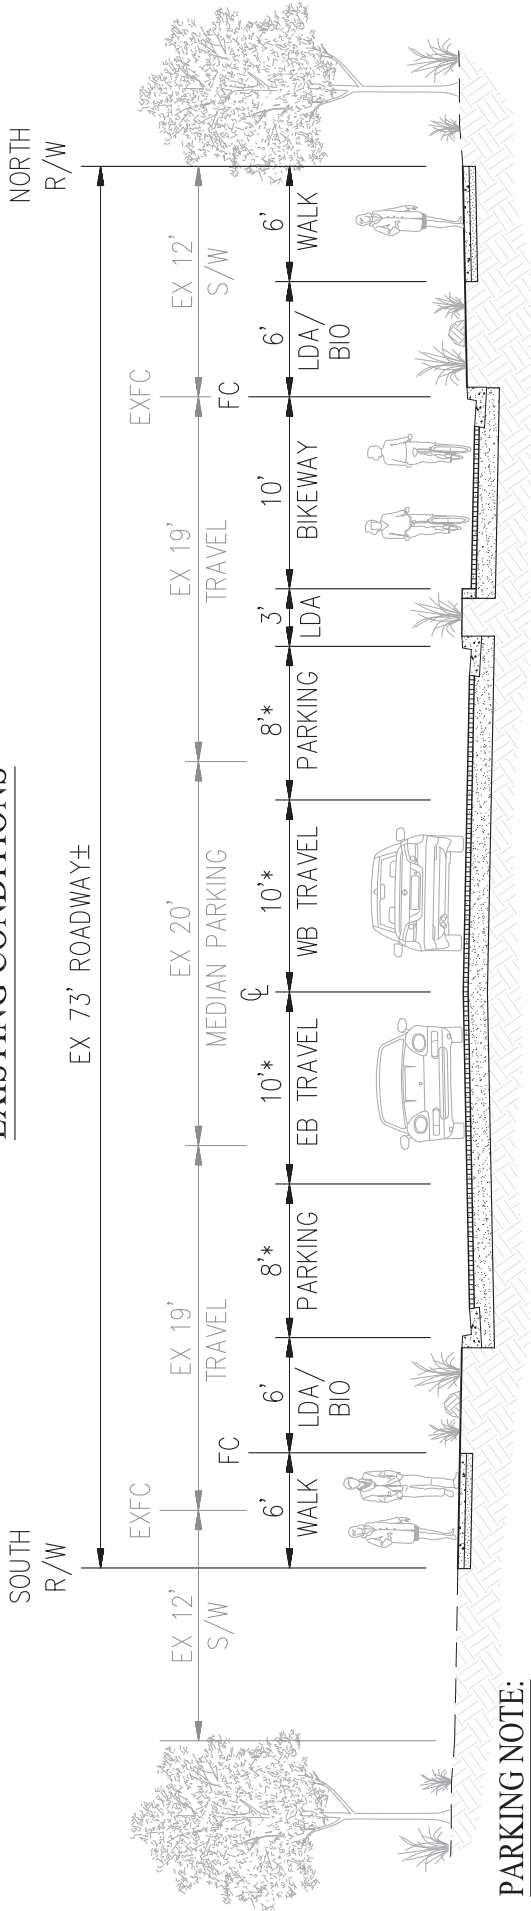 EXISTING CONDITIONS
SOUTH
R/W
NORTH
R/W
EX 73' ROADWAY±
EXFC
EXFC
EX 12'
S/W
EX 19'
TRAVEL
EX 20'
MEDIAN PARKING
EX 19'
TRAVEL
EX 12'
S/W
FC
℄
FC
6'
WALK
6'
LDA/
BIO
8'*
PARKING
10'*
EB TRAVEL
10'*
WB TRAVEL
8'*
PARKING
3'
LDA
10'
BIKEWAY
6'
LDA/
BIO
6'
WALK
PARKING NOTE: